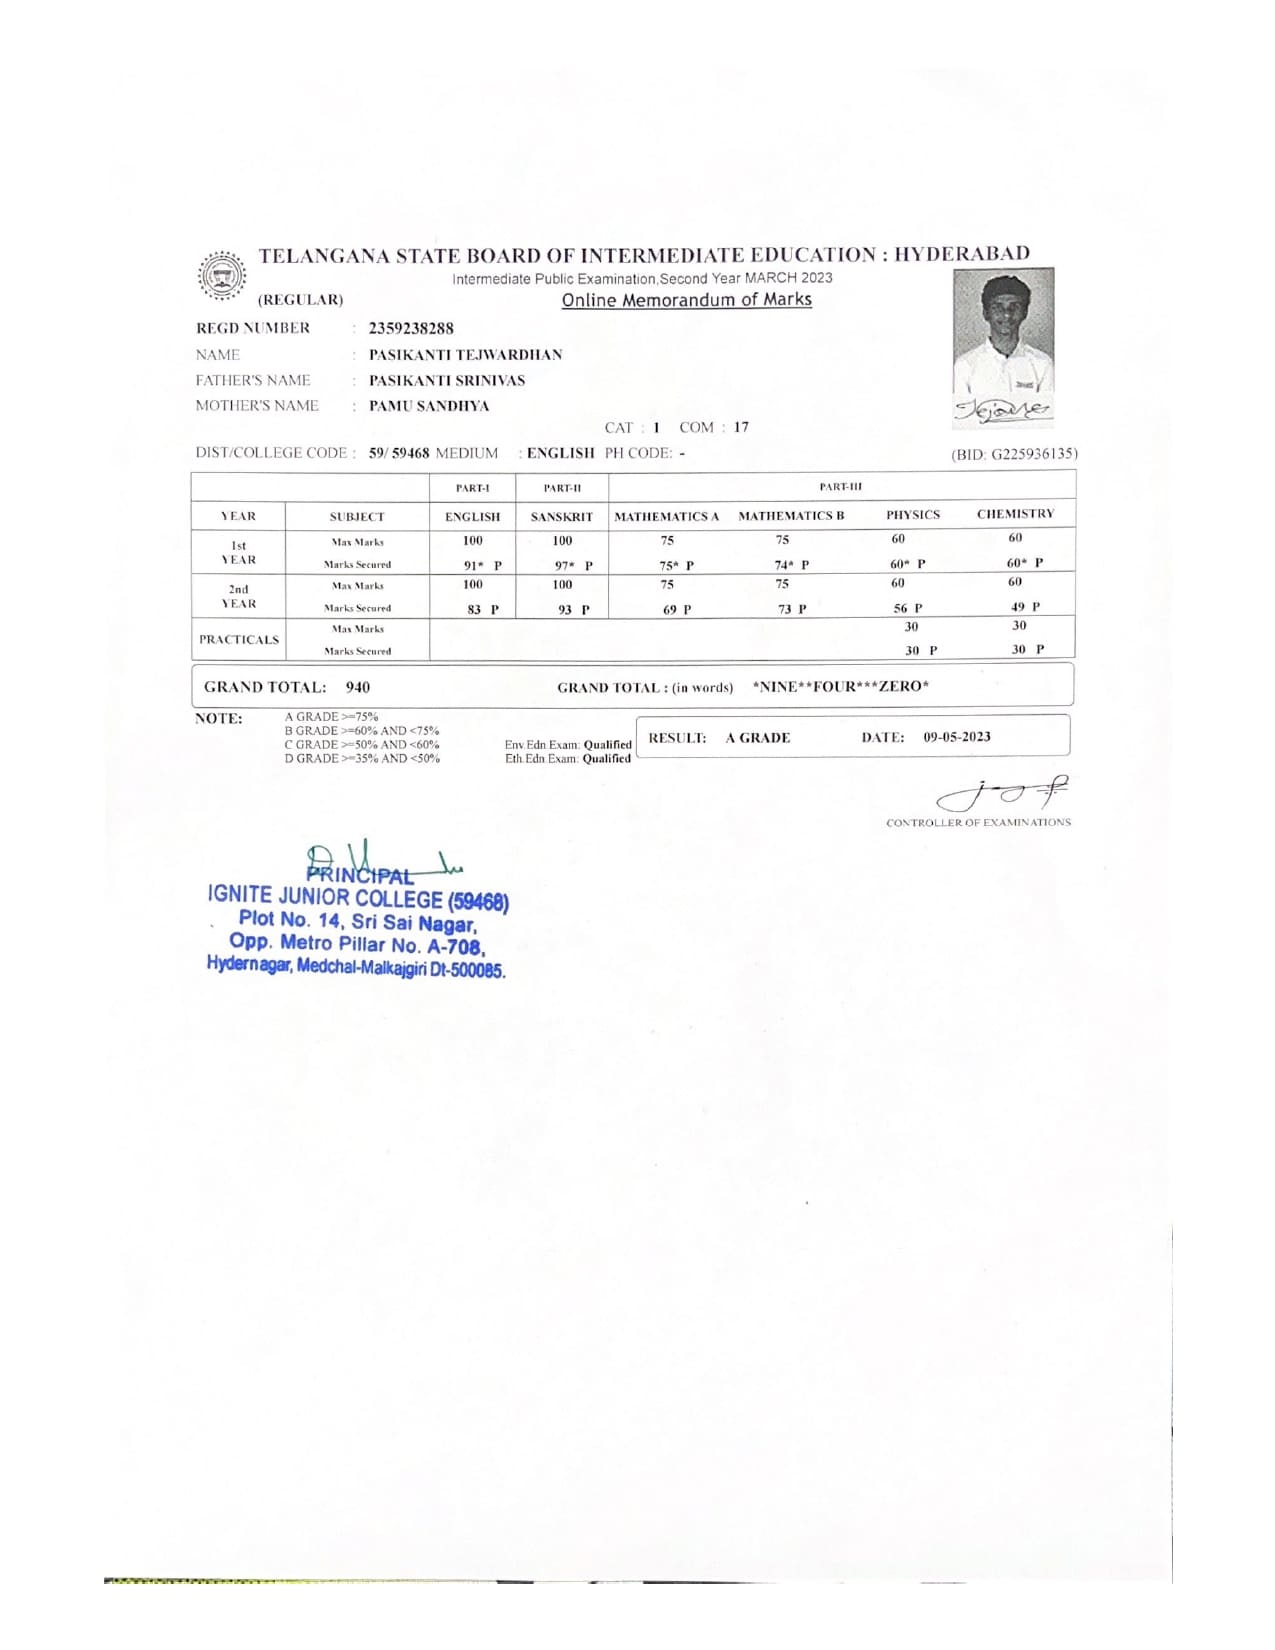 TELANGANA STATE BOARD OF INTERMEDIATE EDUCATION : HYDERABAD
Intermediate Public Examination,Second Year MARCH 2023
(REGULAR) Online Memorandum of Marks
REGD NUMBER : 2359238288
NAME : PASIKANTI TEJWARDHAN
FATHER'S NAME : PASIKANTI SRINIVAS
MOTHER'S NAME : PAMU SANDHYA
CAT : 1 COM : 17
DIST/COLLEGE CODE : 59/ 59468 MEDIUM : ENGLISH PH CODE: - (BID: G225936135)
PART-I PART-II PART-III
YEAR SUBJECT ENGLISH SANSKRIT MATHEMATICS A MATHEMATICS B PHYSICS CHEMISTRY
1st YEAR Max Marks 100 100 75 75 60 60
Marks Secured 91* P 97* P 75* P 74* P 60* P 60* P
2nd YEAR Max Marks 100 100 75 75 60 60
Marks Secured 83 P 93 P 69 P 73 P 56 P 49 P
PRACTICALS Max Marks 30 30
Marks Secured 30 P 30 P
GRAND TOTAL: 940 GRAND TOTAL : (in words) *NINE**FOUR***ZERO*
NOTE: A GRADE >=75%
B GRADE >=60% AND <75%
C GRADE >=50% AND <60% Env.Edn.Exam: Qualified
D GRADE >=35% AND <50% Eth.Edn.Exam: Qualified
RESULT: A GRADE DATE: 09-05-2023
CONTROLLER OF EXAMINATIONS
PRINCIPAL
IGNITE JUNIOR COLLEGE (59468)
Plot No. 14, Sri Sai Nagar,
Opp. Metro Pillar No. A-708,
Hydernagar, Medchal-Malkajgiri Dt-500085.